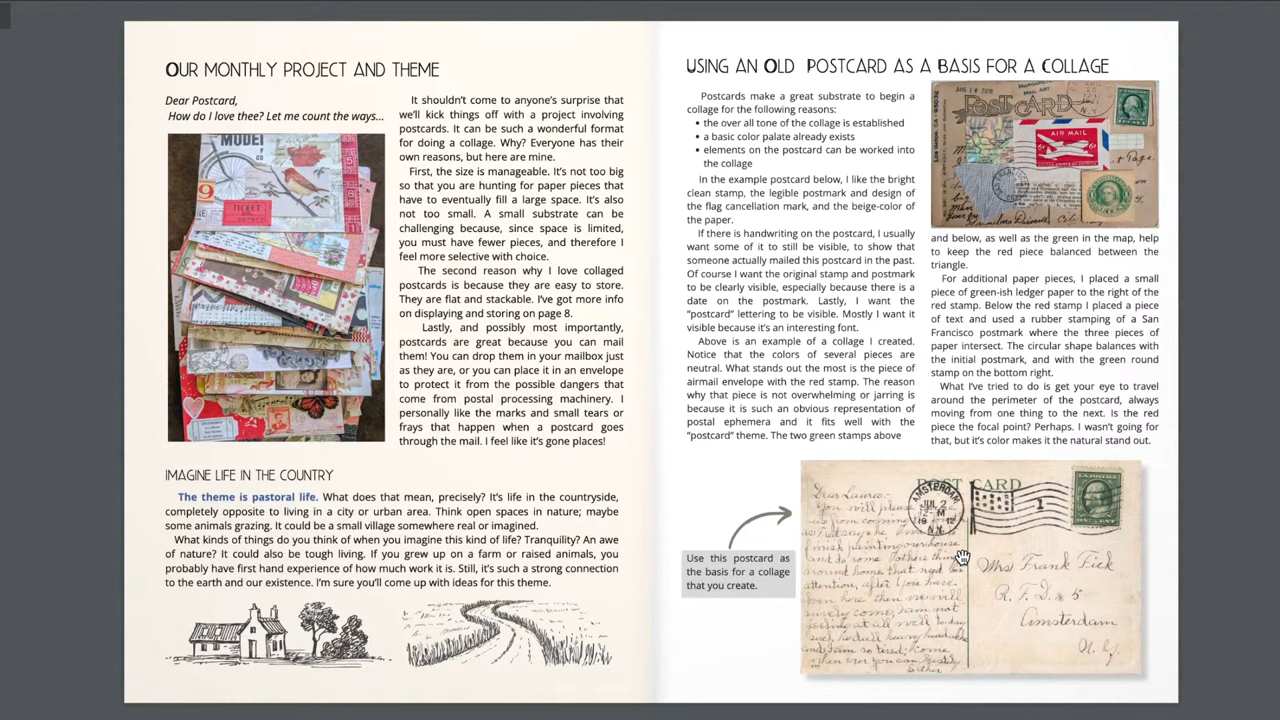 OUR MONTHLY PROJECT AND THEME
Dear Postcard,
How do I love thee? Let me count the ways...
MODEL
9
TICKET
It shouldn't come to anyone's surprise that
we'll kick things off with a project involving
postcards. It can be such a wonderful format
for doing a collage. Why? Everyone has their
own reasons, but here are mine.
First, the size is manageable. It's not too big
so that you are hunting for paper pieces that
have to eventually fill a large space. It's also
not too small. A small substrate can be
challenging because, since space is limited,
you must have fewer pieces, and therefore I
feel more selective with choice.
The second reason why I love collaged
postcards is because they are easy to store.
They are flat and stackable. I've got more info
on displaying and storing on page 8.
Lastly, and possibly most importantly,
postcards are great because you can mail
them! You can drop them in your mailbox just
as they are, or you can place it in an envelope
to protect it from the possible dangers that
come from postal processing machinery. I
personally like the marks and small tears or
frays that happen when a postcard goes
through the mail. I feel like it's gone places!
IMAGINE LIFE IN THE COUNTRY
The theme is pastoral life. What does that mean, precisely? It's life in the countryside,
completely opposite to living in a city or urban area. Think open spaces in nature; maybe
some animals grazing. It could be a small village somewhere real or imagined.
What kinds of things do you think of when you imagine this kind of life? Tranquility? An awe
of nature? It could also be tough living. If you grew up on a farm or raised animals, you
probably have first hand experience of how much work it is. Still, it's such a strong connection
to the earth and our existence. I'm sure you'll come up with ideas for this theme.
USING AN OLD POSTCARD AS A BASIS FOR A COLLAGE
Postcards make a great substrate to begin a
collage for the following reasons:
• the over all tone of the collage is established
• a basic color palate already exists
• elements on the postcard can be worked into
the collage
In the example postcard below, I like the bright
clean stamp, the legible postmark and design of
the flag cancellation mark, and the beige-color of
the paper.
If there is handwriting on the postcard, I usually
want some of it to still be visible, to show that
someone actually mailed this postcard in the past.
Of course I want the original stamp and postmark
to be clearly visible, especially because there is a
date on the postmark. Lastly, I want the
"postcard" lettering to be visible. Mostly I want it
visible because it's an interesting font.
Above is an example of a collage I created.
Notice that the colors of several pieces are
neutral. What stands out the most is the piece of
airmail envelope with the red stamp. The reason
why that piece is not overwhelming or jarring is
because it is such an obvious representation of
postal ephemera and it fits well with the
"postcard" theme. The two green stamps above
AUG 18 2018
POSTCARD
AIR MAIL
6¢
and below, as well as the green in the map, help
to keep the red piece balanced between the
triangle.
For additional paper pieces, I placed a small
piece of green-ish ledger paper to the right of the
red stamp. Below the red stamp I placed a piece
of text and used a rubber stamping of a San
Francisco postmark where the three pieces of
paper intersect. The circular shape balances with
the initial postmark, and with the green round
stamp on the bottom right.
What I've tried to do is get your eye to travel
around the perimeter of the postcard, always
moving from one thing to the next. Is the red
piece the focal point? Perhaps. I wasn't going for
that, but it's color makes it the natural stand out.
Use this postcard as
the basis for a collage
that you create.
POST CARD
AMSTERDAM
N.Y.
1
Mrs Frank Fick
R. F. D. # 5
Amsterdam
N. Y.